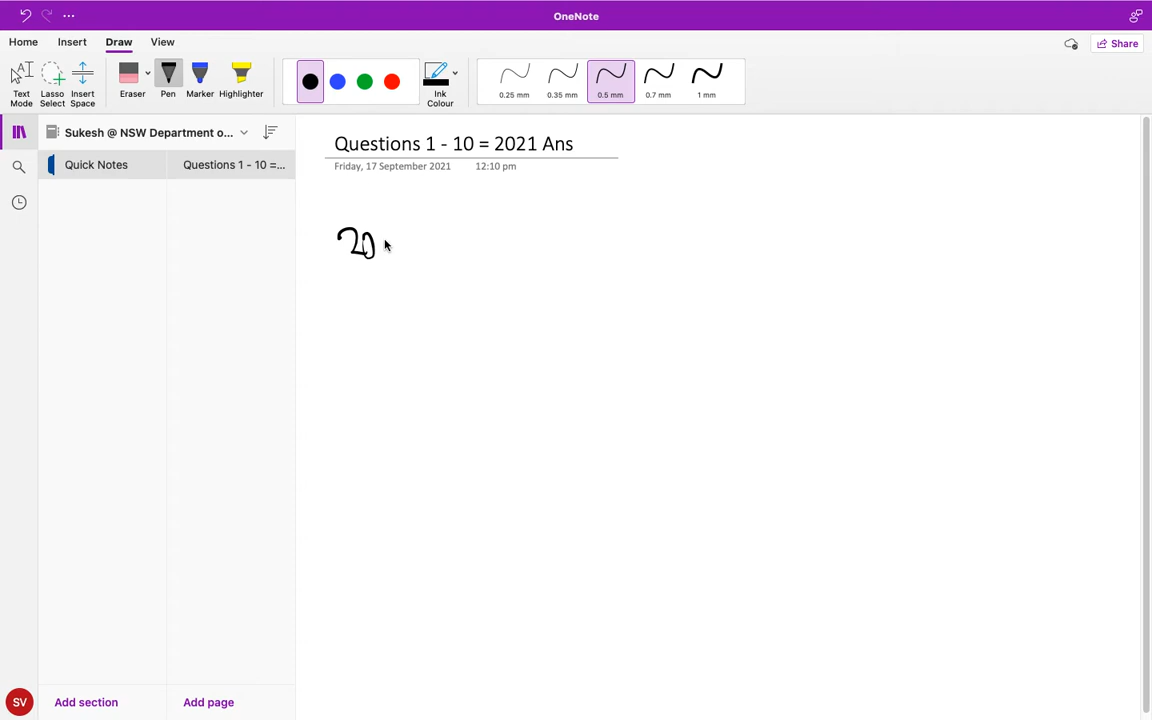 OneNote
Home Insert Draw View
Share
Text Mode
Lasso Select
Insert Space
Eraser
Pen
Marker
Highlighter
Ink Colour
0.25 mm
0.35 mm
0.5 mm
0.7 mm
1 mm
Sukesh @ NSW Department o...
Quick Notes
Questions 1 - 10 =...
Questions 1 - 10 = 2021 Ans
Friday, 17 September 2021 12:10 pm
20
SV
Add section
Add page